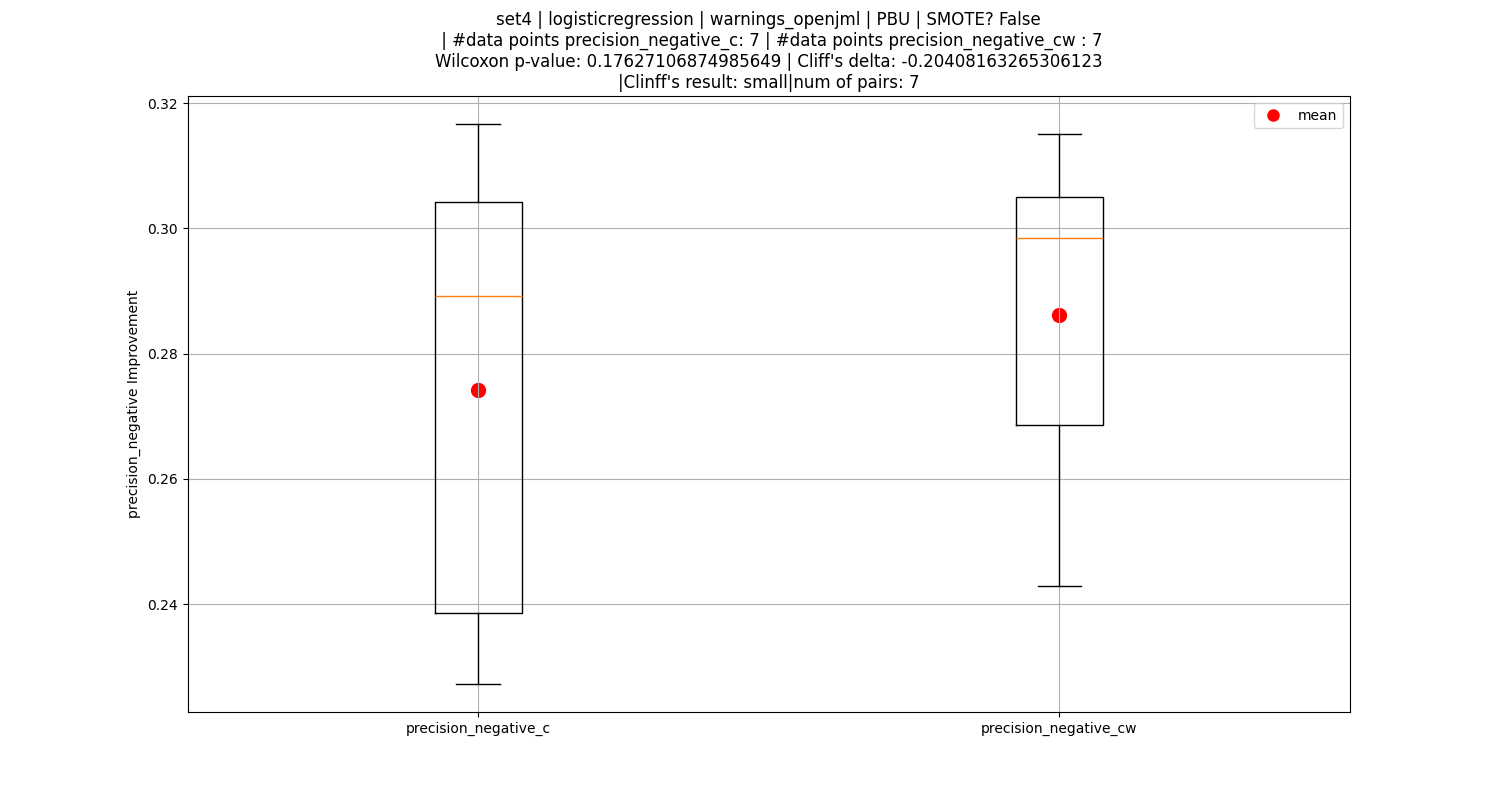 set4 | logisticregression | warnings_openjml | PBU | SMOTE? False
| #data points precision_negative_c: 7 | #data points precision_negative_cw : 7
Wilcoxon p-value: 0.17627106874985649 | Cliff's delta: -0.20408163265306123
|Clinff's result: small|num of pairs: 7
mean
precision_negative Improvement
0.32
0.30
0.28
0.26
0.24
precision_negative_c
precision_negative_cw